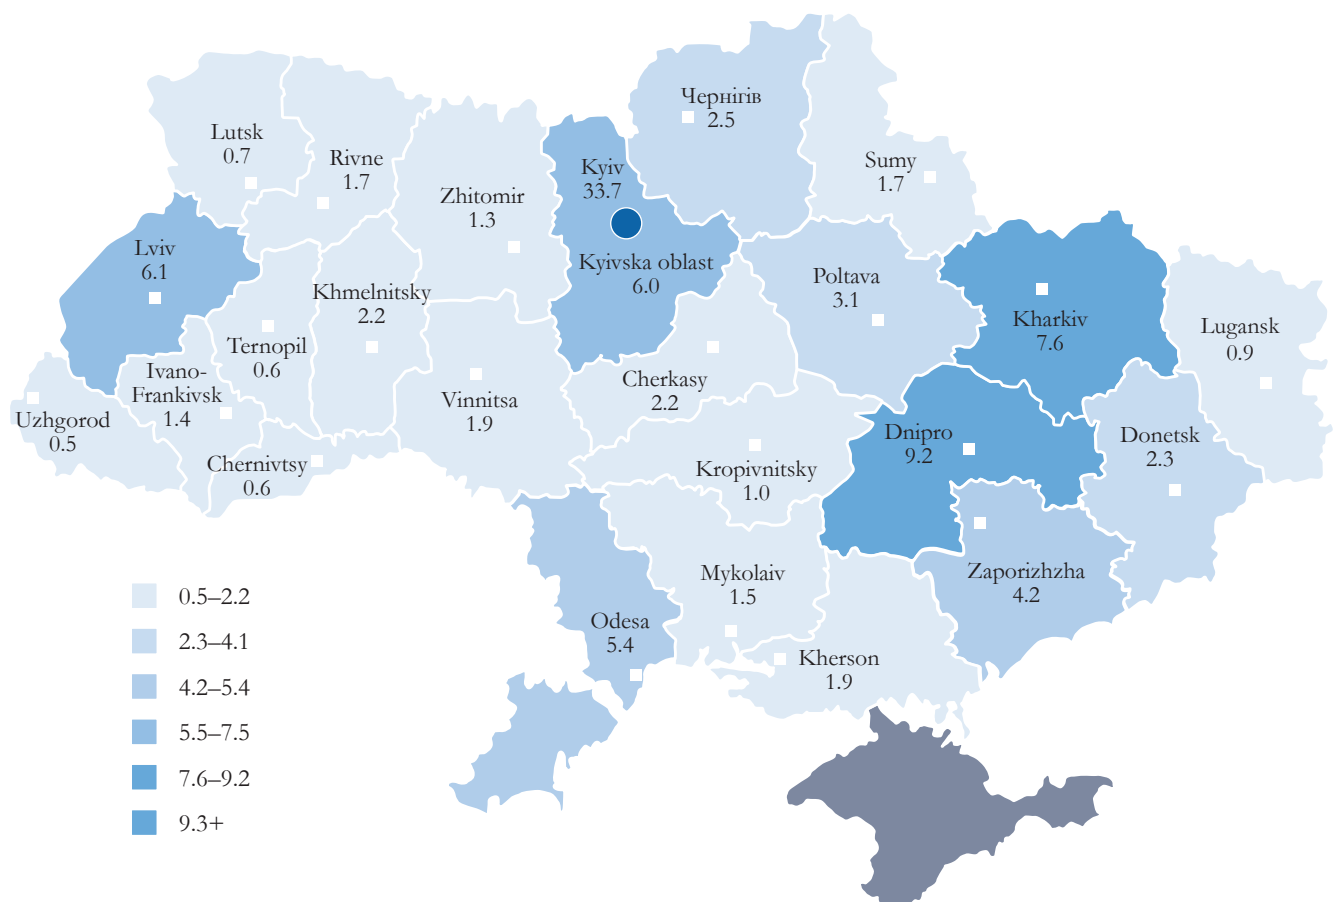 Чернігів
2.5
Lutsk
0.7
Rivne
1.7
Kyiv
33.7
Sumy
1.7
Zhitomir
1.3
Lviv
6.1
Kyivska oblast
6.0
Poltava
3.1
Khmelnitsky
2.2
Kharkiv
7.6
Lugansk
0.9
Ternopil
0.6
Ivano-
Frankivsk
1.4
Cherkasy
2.2
Vinnitsa
1.9
Uzhgorod
0.5
Dnipro
9.2
Donetsk
2.3
Chernivtsy
0.6
Kropivnitsky
1.0
Mykolaiv
1.5
Zaporizhzha
4.2
Odesa
5.4
Kherson
1.9
0.5–2.2
2.3–4.1
4.2–5.4
5.5–7.5
7.6–9.2
9.3+